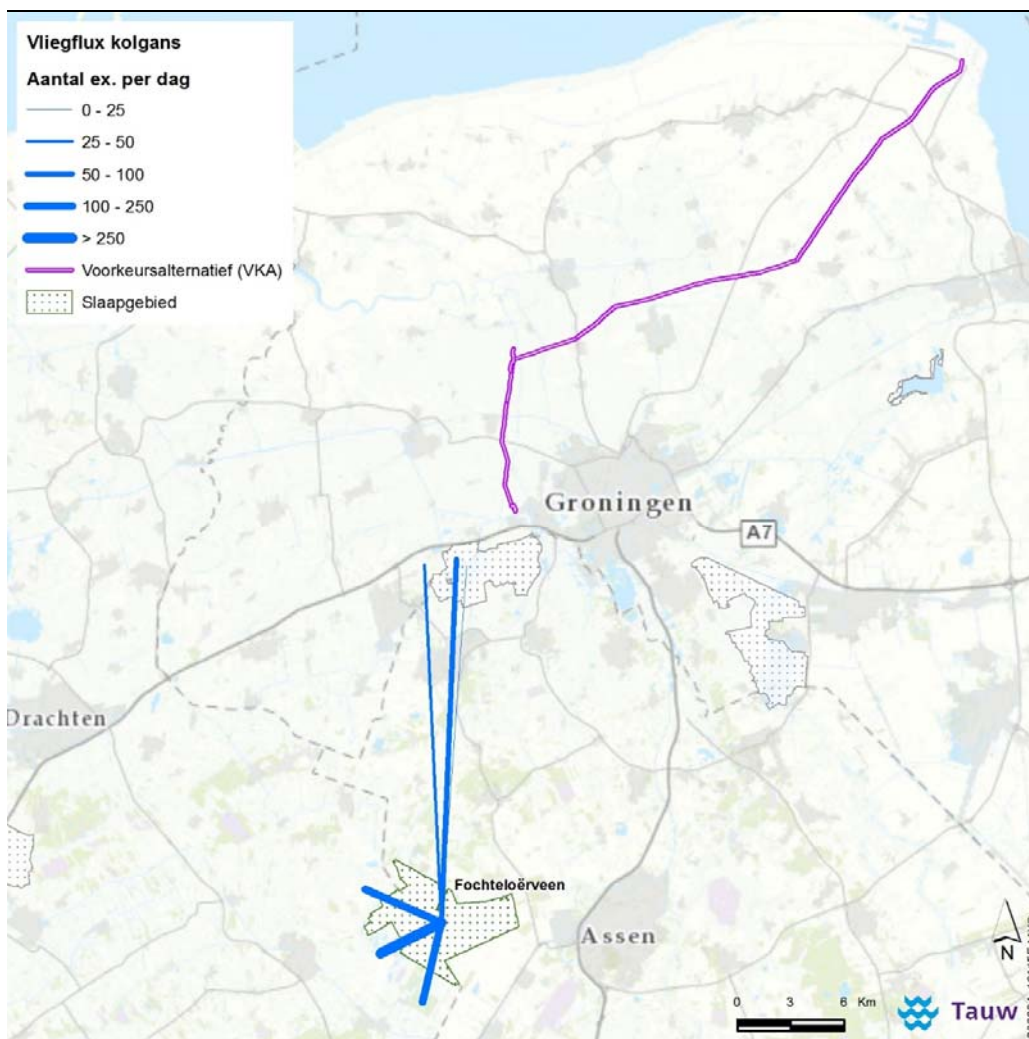 Vliegflux kolgans
Aantal ex. per dag
0 - 25
25 - 50
50 - 100
100 - 250
> 250
Voorkeursalternatief (VKA)
Slaapgebied
Groningen
A7
Drachten
Fochteloërveen
Assen
N
0 3 6 Km
Tauw